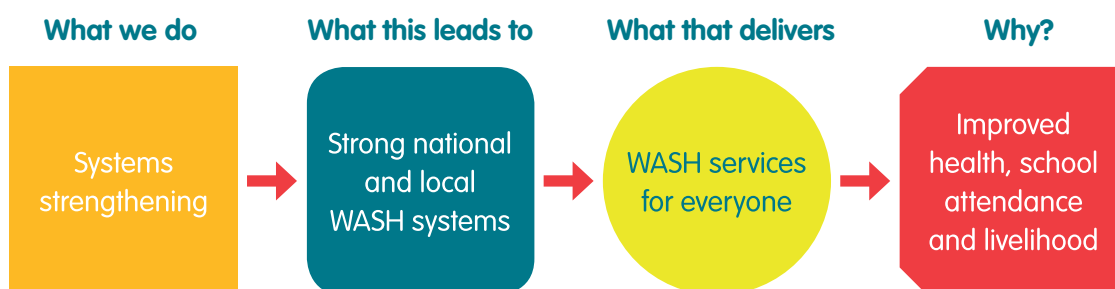 What we do
What this leads to
What that delivers
Why?
Systems
strengthening
Strong national
and local
WASH systems
WASH services
for everyone
Improved
health, school
attendance
and livelihood